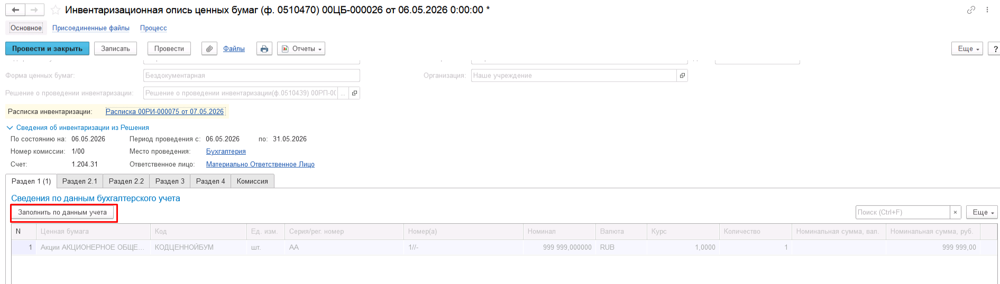 Инвентаризационная опись ценных бумаг (ф. 0510470) 00ЦБ-000026 от 06.05.2026 0:00:00 *
Основное Присоединенные файлы Процесс
Провести и закрыть Записать Провести Файлы Отчеты Еще ?
Форма ценных бумаг: Бездокументарная Организация: Наше учреждение
Решение о проведении инвентаризации: Решение о проведении инвентаризации(ф.0510439) 00РП-00 ...
Расписка инвентаризации: Расписка 00РИ-000075 от 07.05.2026
Сведения об инвентаризации из Решения
По состоянию на: 06.05.2026 Период проведения с: 06.05.2026 по: 31.05.2026
Номер комиссии: 1/00 Место проведения: Бухгалтерия
Счет: 1.204.31 Ответственное лицо: Материально Ответственное Лицо
Раздел 1 (1) Раздел 2.1 Раздел 2.2 Раздел 3 Раздел 4 Комиссия
Сведения по данным бухгалтерского учета
Заполнить по данным учета Поиск (Ctrl+F) × Еще
N Ценная бумага Код Ед. изм. Серия/рег. номер Номер(а) Номинал Валюта Курс Количество Номинальная сумма, вал. Номинальная сумма, руб.
1 Акции АКЦИОНЕРНОЕ ОБЩЕ... КОДЦЕННОЙБУМ шт. АА 1//- 999 999,000000 RUB 1,0000 1 999 999,00